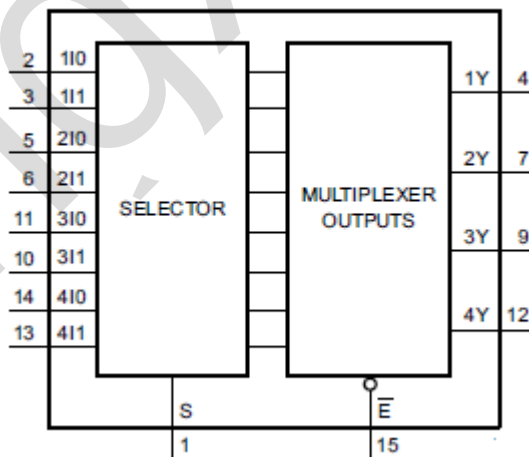 2 1I0
3 1I1
5 2I0
6 2I1
11 3I0
10 3I1
14 4I0
13 4I1
SELECTOR
MULTIPLEXER
OUTPUTS
1Y 4
2Y 7
3Y 9
4Y 12
S
1
E̅
15